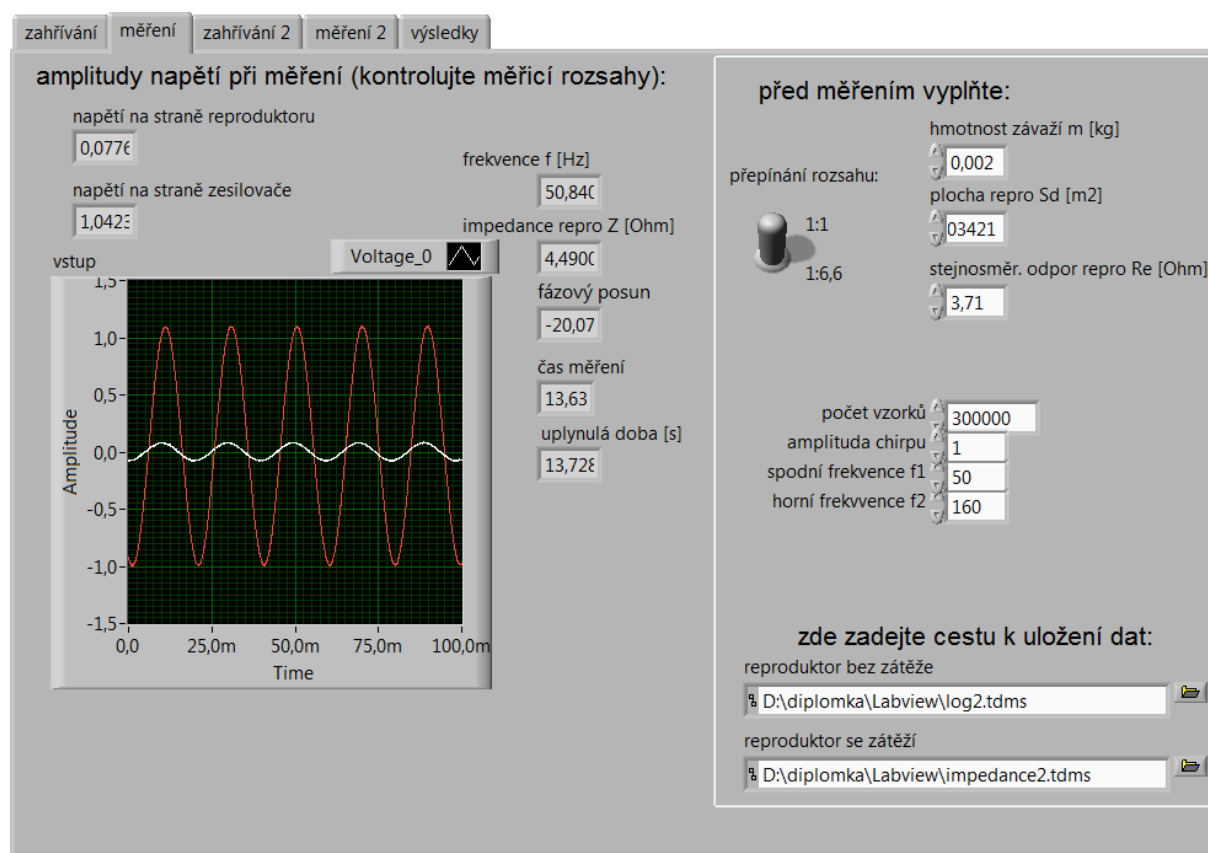 zahřívání
měření
zahřívání 2
měření 2
výsledky
amplitudy napětí při měření (kontrolujte měřicí rozsahy):
napětí na straně reproduktoru
0,0776
napětí na straně zesilovače
1,0423
frekvence f [Hz]
50,840
impedance repro Z [Ohm]
4,4900
fázový posun
-20,07
čas měření
13,63
uplynulá doba [s]
13,728
vstup
Voltage_0
1,5-
1,0-
0,5-
0,0-
-0,5-
-1,0-
-1,5-
Amplitude
0,0 25,0m 50,0m 75,0m 100,0m
Time
před měřením vyplňte:
hmotnost závaží m [kg]
0,002
přepínání rozsahu:
1:1
1:6,6
plocha repro Sd [m2]
03421
stejnosměr. odpor repro Re [Ohm]
3,71
počet vzorků 300000
amplituda chirpu 1
spodní frekvence f1 50
horní frekvvence f2 160
zde zadejte cestu k uložení dat:
reproduktor bez zátěže
D:\diplomka\Labview\log2.tdms
reproduktor se zátěží
D:\diplomka\Labview\impedance2.tdms